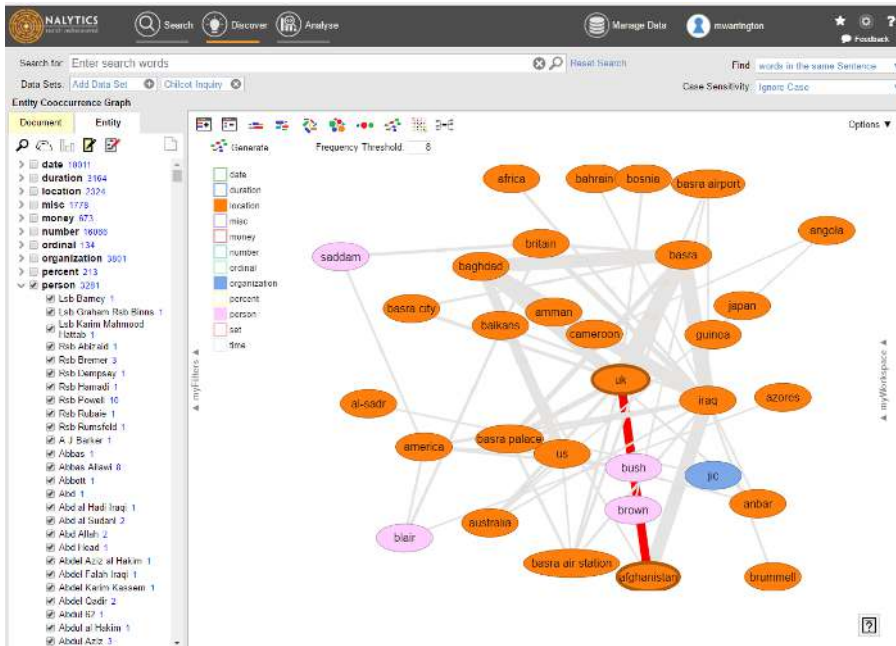 NALYTICS
Search
Discover
Analyse
Manage Data
mwarrington
?
Feedback
Search for: Enter search words
Reset Search
Find words in the same Sentence
Data Sets: Add Data Set
Chilcot Inquiry
Case Sensitivity: Ignore Case
Entity Cooccurrence Graph
Document
Entity
Options ▼
Generate
Frequency Threshold: 8
date
duration 3164
location 2324
misc 1778
money 673
number
ordinal 134
organization
percent 213
person 3281
Lsb Barney 1
Lsb Graham Rsb Binns 1
Lsb Karim Mahmood
Hattab 1
Rsb Abizaid 1
Rsb Bremer 3
Rsb Dempsey 1
Rsb Hamadi 1
Rsb Powell 10
Rsb Rubaie 1
Rsb Rumsfeld 1
A J Barker 1
Abbas 1
Abbas Allawi 8
Abbott 1
Abd 1
Abd al Hadi Iraqi 1
Abd al Sudani 2
Abd Allah 2
Abd Head 1
Abdel Aziz al Hakim 1
Abdel Falah Iraqi 1
Abdel Karim Kassem 1
Abdel Qadir 2
Abdul 62 1
Abdul al Hakim 1
Abdul Aziz 3
date
duration
location
misc
money
number
ordinal
organization
percent
person
set
time
myFilters
myWorkspace
africa
bahrain
bosnia
basra airport
angola
britain
saddam
baghdad
basra
basra city
amman
japan
balkans
cameroon
guinea
uk
al-sadr
iraq
azores
basra palace
america
us
bush
jic
anbar
brown
australia
blair
basra air station
afghanistan
brummell
?